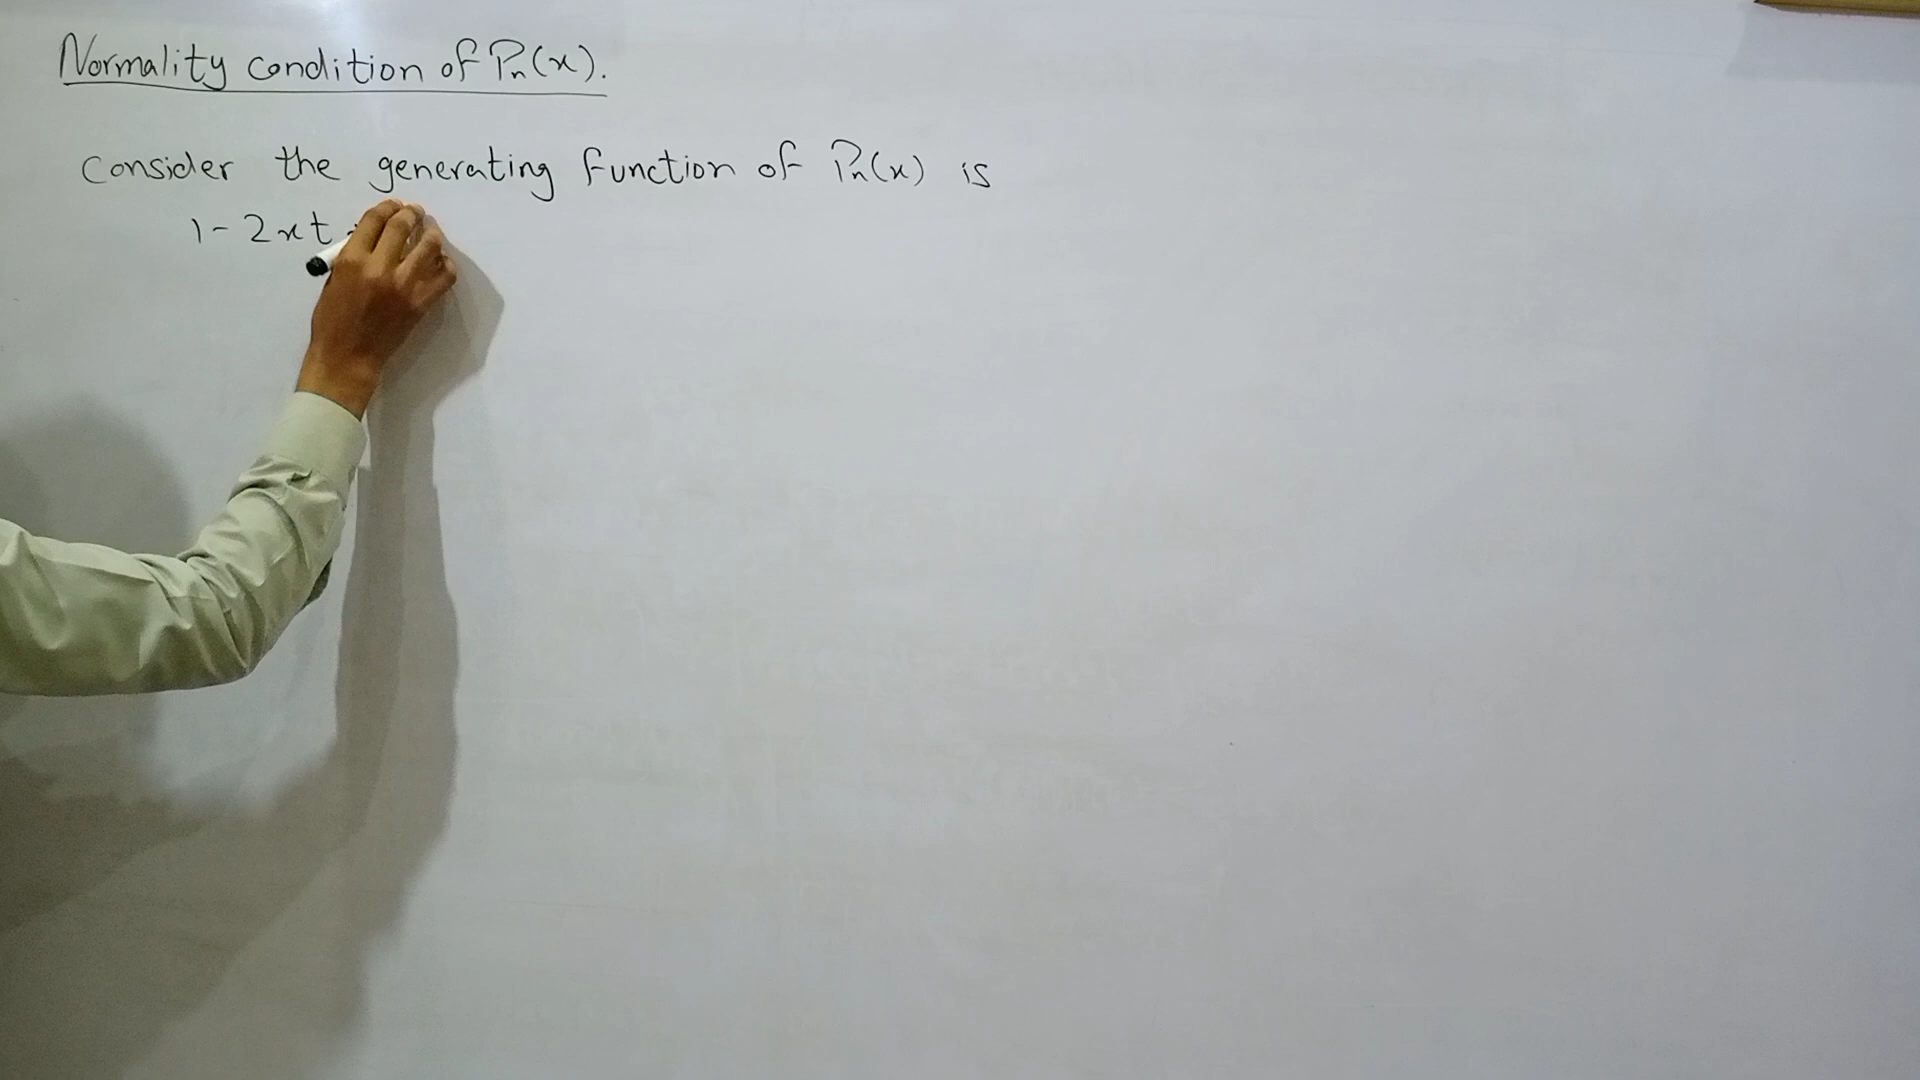 Normality condition of Pn(x).
Consider the generating function of Pn(x) is
1-2xt